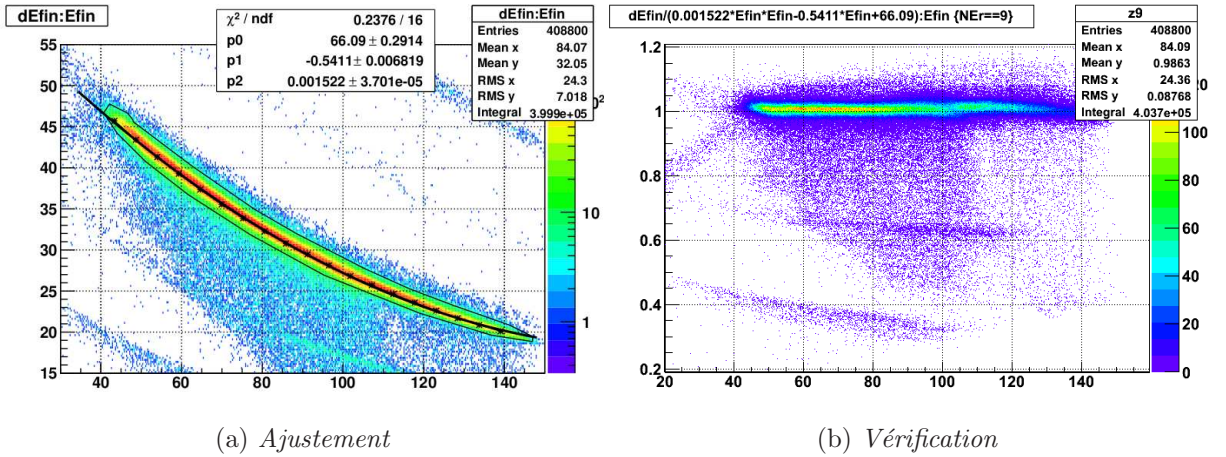 dEfin:Efin
χ² / ndf 0.2376 / 16
p0 66.09 ± 0.2914
p1 -0.5411± 0.006819
p2 0.001522 ± 3.701e-05
dEfin:Efin
Entries 408800
Mean x 84.07
Mean y 32.05
RMS x 24.3
RMS y 7.018
Integral 3.999e+05
55
50
45
40
35
30
25
20
15
40 60 80 100 120 140
10
1
(a) Ajustement
dEfin/(0.001522*Efin*Efin-0.5411*Efin+66.09):Efin {NEr==9}
z9
Entries 408800
Mean x 84.09
Mean y 0.9863
RMS x 24.36
RMS y 0.08768
Integral 4.037e+05
1.2
1
0.8
0.6
0.4
0.2
20 40 60 80 100 120 140
100
80
60
40
20
0
(b) Vérification